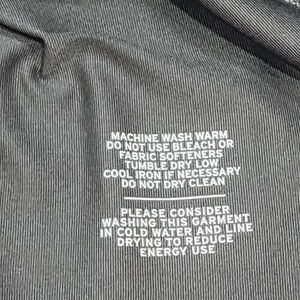 MACHINE WASH WARM
DO NOT USE BLEACH OR
FABRIC SOFTENERS
TUMBLE DRY LOW
COOL IRON IF NECESSARY
DO NOT DRY CLEAN
PLEASE CONSIDER
WASHING THIS GARMENT
IN COLD WATER AND LINE
DRYING TO REDUCE
ENERGY USE